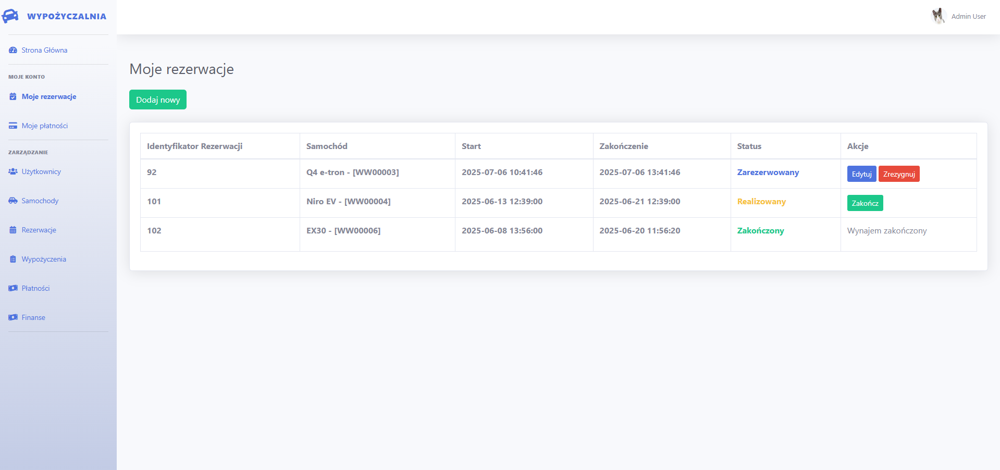 WYPOŻYCZALNIA
Admin User
Strona Główna
MOJE KONTO
Moje rezerwacje
Moje płatności
ZARZĄDZANIE
Użytkownicy
Samochody
Rezerwacje
Wypożyczenia
Płatności
Finanse
Moje rezerwacje
Dodaj nowy
Identyfikator Rezerwacji Samochód Start Zakończenie Status Akcje
92 Q4 e-tron - [WW00003] 2025-07-06 10:41:46 2025-07-06 13:41:46 Zarezerwowany Edytuj Zrezygnuj
101 Niro EV - [WW00004] 2025-06-13 12:39:00 2025-06-21 12:39:00 Realizowany Zakończ
102 EX30 - [WW00006] 2025-06-08 13:56:00 2025-06-20 11:56:20 Zakończony Wynajem zakończony